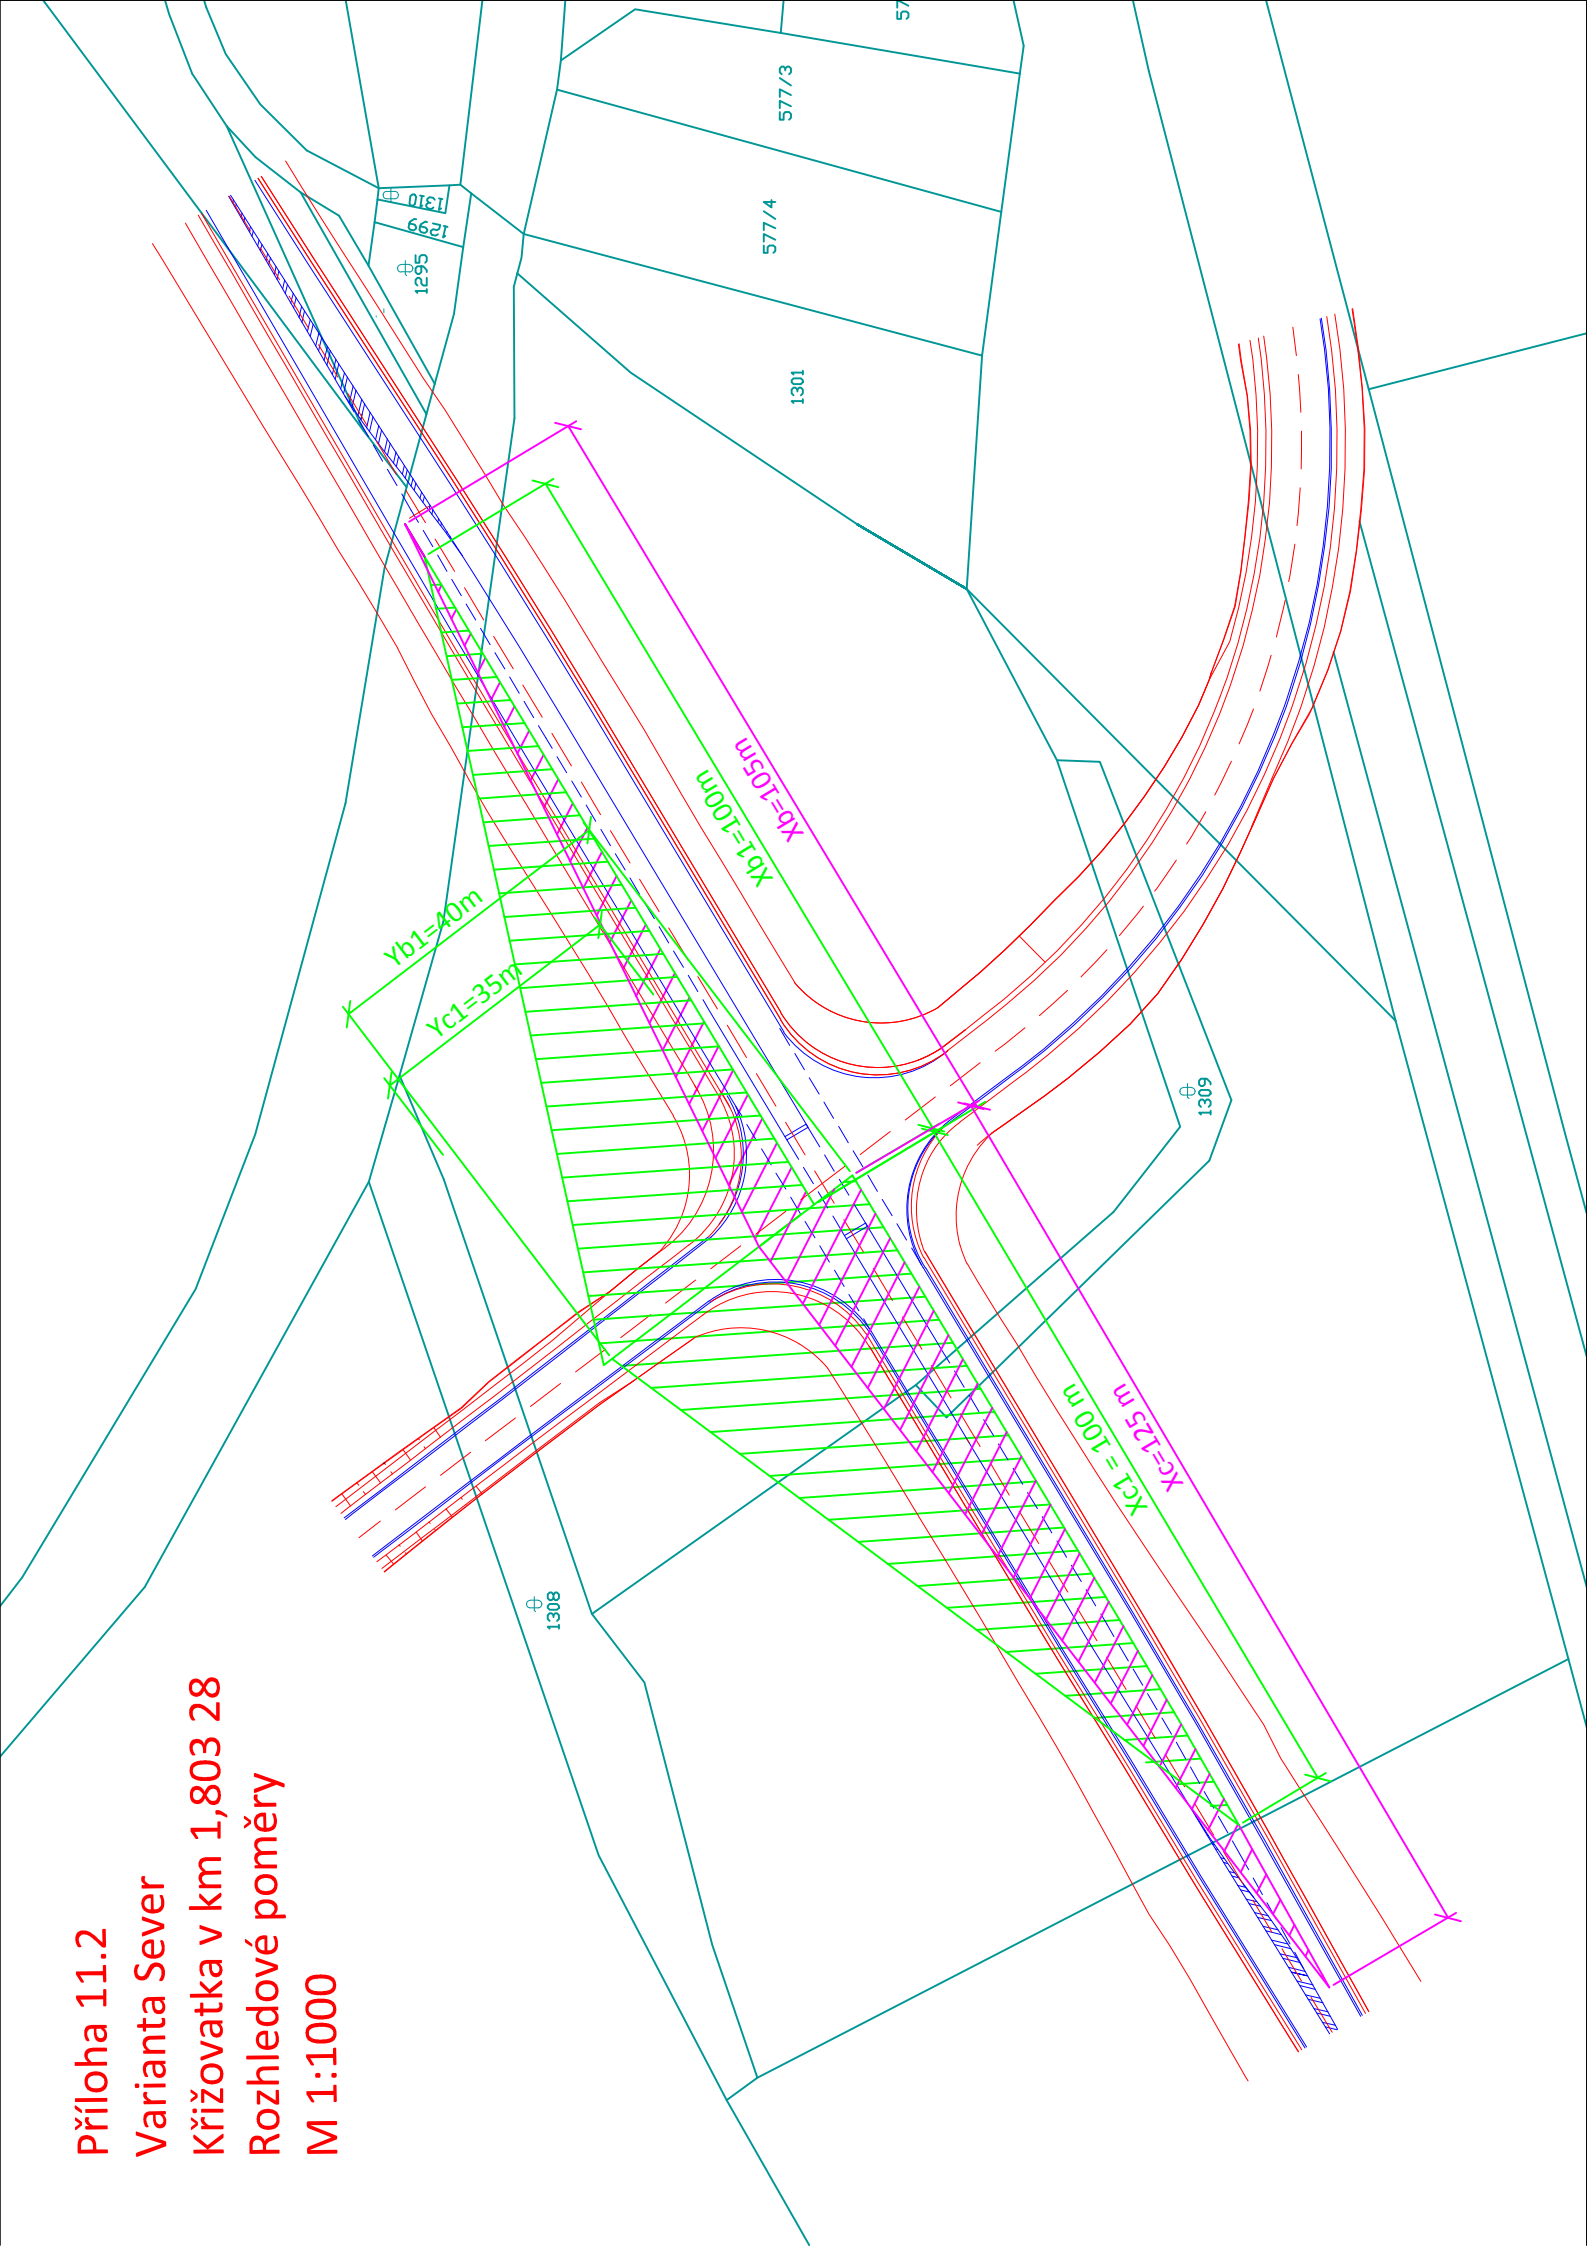 Příloha 11.2
Varianta Sever
Křižovatka v km 1,803 28
Rozhledové poměry
M 1:1000
Yb1=40m
Yc1=35m
Xb1=100m
Xb=105m
Xc1 = 100 m
Xc=125 m
577/3
577/4
1301
1310
1299
1295
1309
1308
57